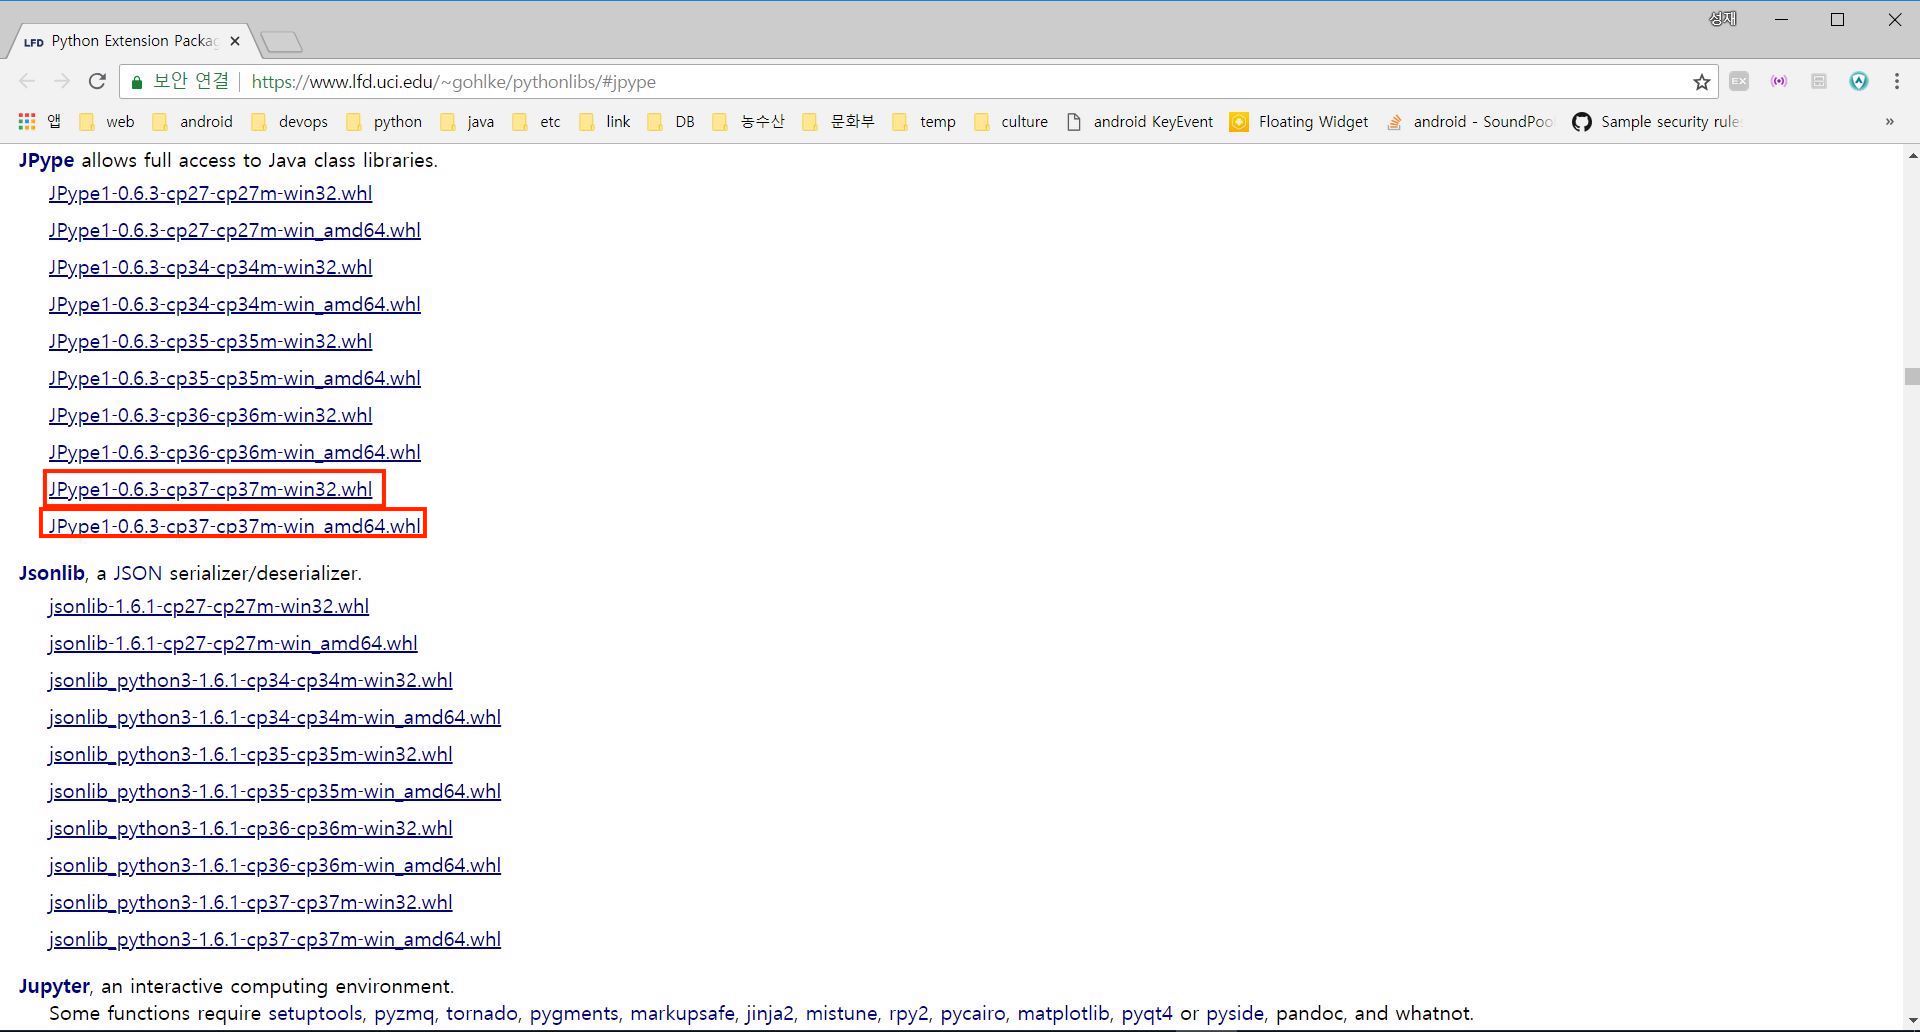 성재
LFD Python Extension Packag
보안 연결 https://www.lfd.uci.edu/~gohlke/pythonlibs/#jpype EX
앱 web android devops python java etc link DB 농수산 문화부 temp culture android KeyEvent Floating Widget android - SoundPool Sample security rules »
JPype allows full access to Java class libraries.
JPype1-0.6.3-cp27-cp27m-win32.whl
JPype1-0.6.3-cp27-cp27m-win_amd64.whl
JPype1-0.6.3-cp34-cp34m-win32.whl
JPype1-0.6.3-cp34-cp34m-win_amd64.whl
JPype1-0.6.3-cp35-cp35m-win32.whl
JPype1-0.6.3-cp35-cp35m-win_amd64.whl
JPype1-0.6.3-cp36-cp36m-win32.whl
JPype1-0.6.3-cp36-cp36m-win_amd64.whl
JPype1-0.6.3-cp37-cp37m-win32.whl
JPype1-0.6.3-cp37-cp37m-win_amd64.whl
Jsonlib, a JSON serializer/deserializer.
jsonlib-1.6.1-cp27-cp27m-win32.whl
jsonlib-1.6.1-cp27-cp27m-win_amd64.whl
jsonlib_python3-1.6.1-cp34-cp34m-win32.whl
jsonlib_python3-1.6.1-cp34-cp34m-win_amd64.whl
jsonlib_python3-1.6.1-cp35-cp35m-win32.whl
jsonlib_python3-1.6.1-cp35-cp35m-win_amd64.whl
jsonlib_python3-1.6.1-cp36-cp36m-win32.whl
jsonlib_python3-1.6.1-cp36-cp36m-win_amd64.whl
jsonlib_python3-1.6.1-cp37-cp37m-win32.whl
jsonlib_python3-1.6.1-cp37-cp37m-win_amd64.whl
Jupyter, an interactive computing environment.
Some functions require setuptools, pyzmq, tornado, pygments, markupsafe, jinja2, mistune, rpy2, pycairo, matplotlib, pyqt4 or pyside, pandoc, and whatnot.